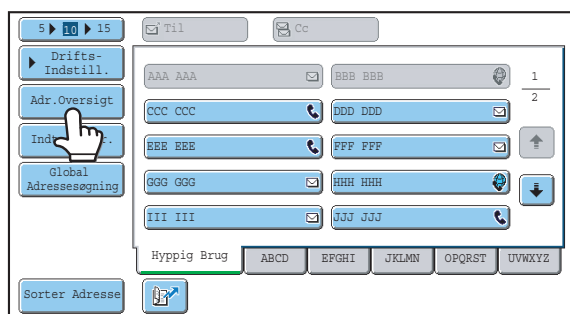 5 10 15
Til
Cc
Drifts-
Indstill.
Adr.Oversigt
Global
Adressesøgning
Sorter Adresse
AAA AAA
BBB BBB
CCC CCC
DDD DDD
EEE EEE
FFF FFF
GGG GGG
HHH HHH
III III
JJJ JJJ
1
2
Hyppig Brug
ABCD
EFGHI
JKLMN
OPQRST
UVWXYZ